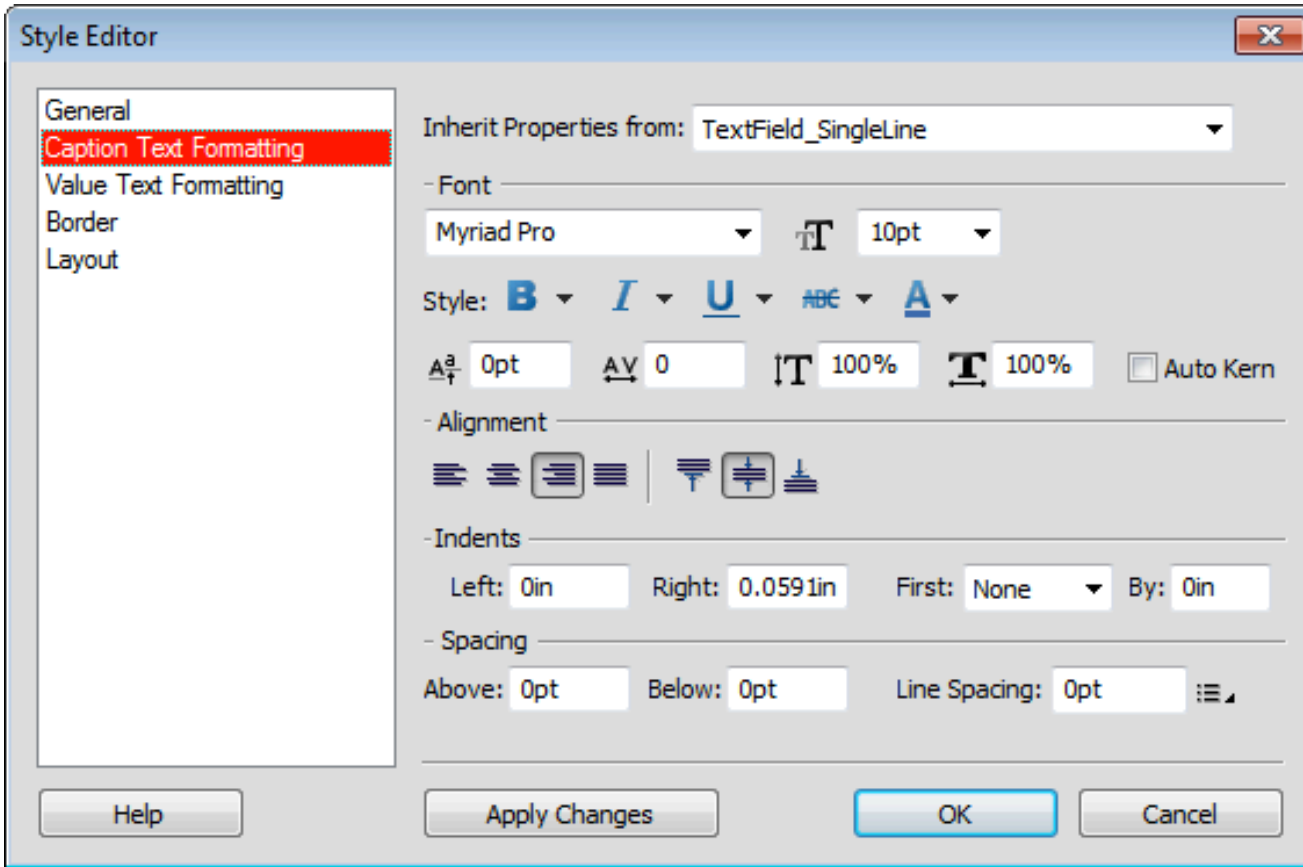 Style Editor
General
Caption Text Formatting
Value Text Formatting
Border
Layout
Inherit Properties from: TextField_SingleLine
Font
Myriad Pro 10pt
Style: B I U ABC A
0pt 0 100% 100% Auto Kern
Alignment
Indents
Left: 0in Right: 0.0591in First: None By: 0in
Spacing
Above: 0pt Below: 0pt Line Spacing: 0pt
Help Apply Changes OK Cancel